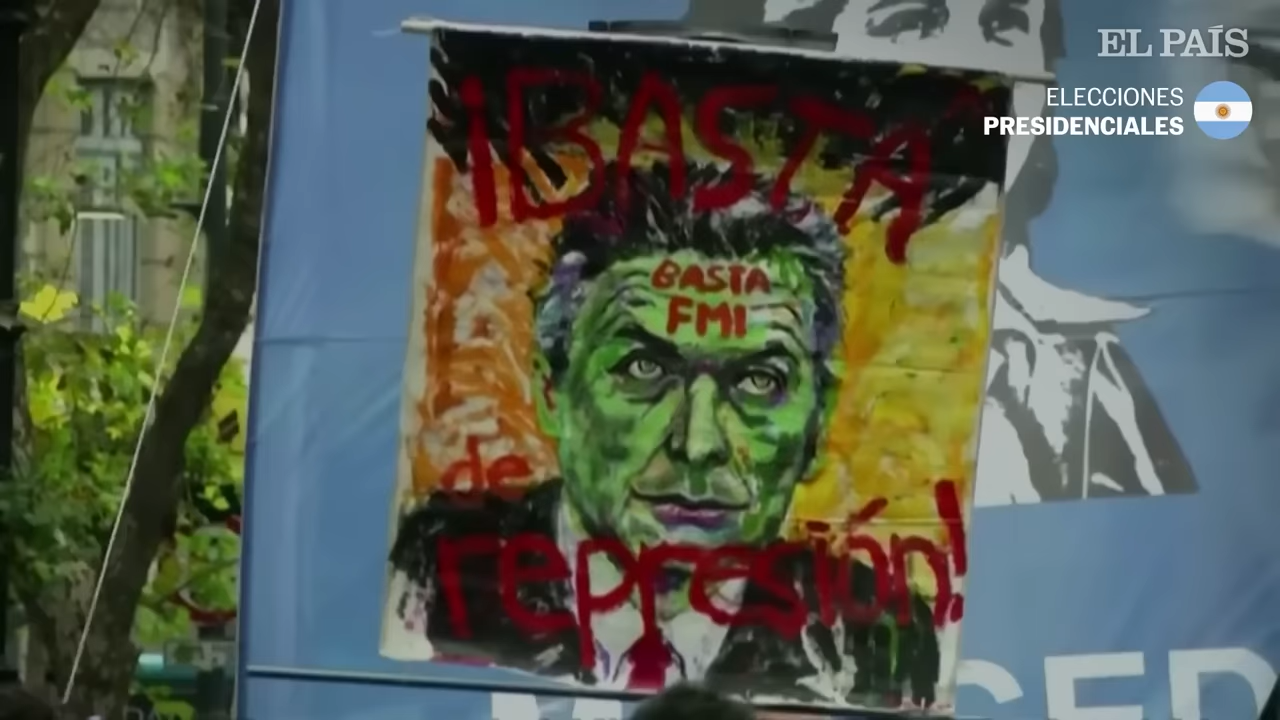 EL PAÍS
ELECCIONES
PRESIDENCIALES
¡BASTA
BASTA
FMI
de
represión!